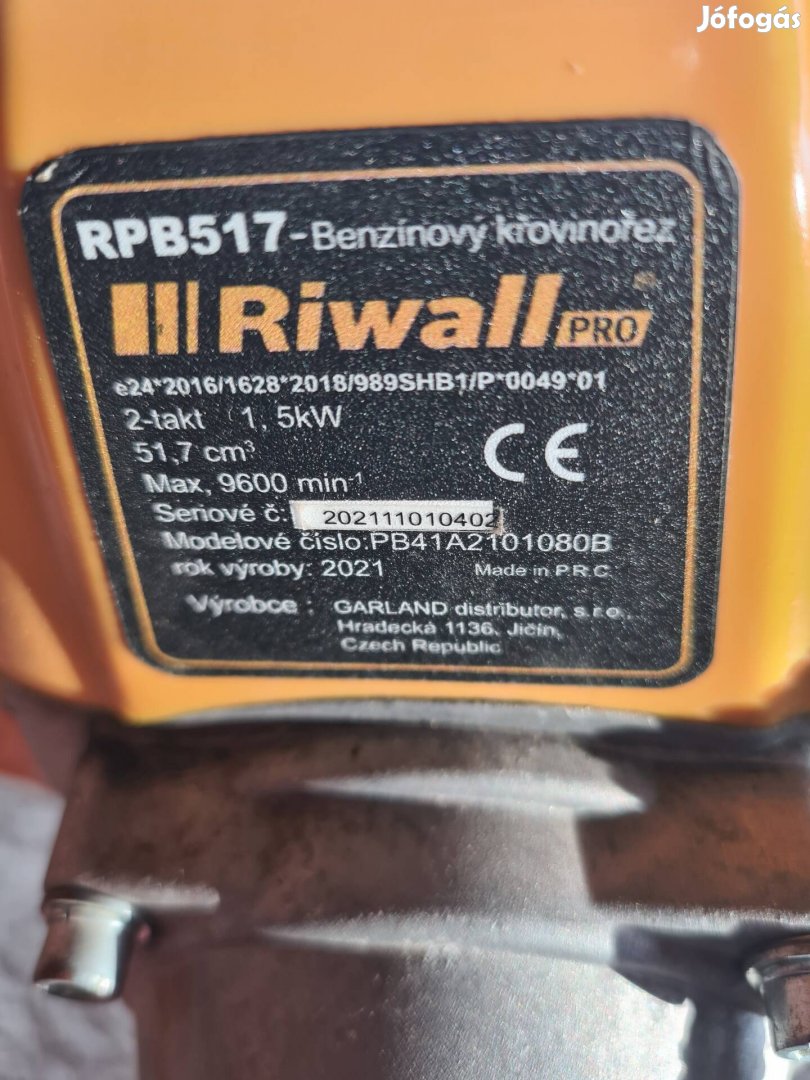 Jófogás
RPB517-Benzínový křovinořez
Riwall PRO
e24*2016/1628*2018/989SHB1/P*0049*01
2-takt 1,5kW
51,7 cm³
CE
Max, 9600 min-¹
Seriové č: 202111010402
Modelové číslo:PB41A2101080B
rok výroby: 2021 Made in P.R.C
Výrobce : GARLAND distributor, s.r.o.,
Hradecká 1136, Jičín,
Czech Republic